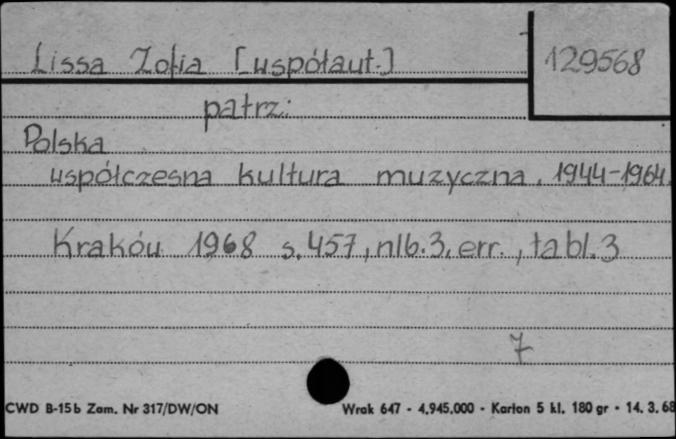 Lissa Zofia [współaut.]
129568
patrz:
Polska
współczesna kultura muzyczna. 1944-1964.
Kraków 1968 s. 457, nlb. 3, err., tabl. 3
7
CWD B-15b Zam. Nr 317/DW/ON
Wrak 647 - 4.945.000 - Karton 5 kl. 180 gr - 14. 3. 68